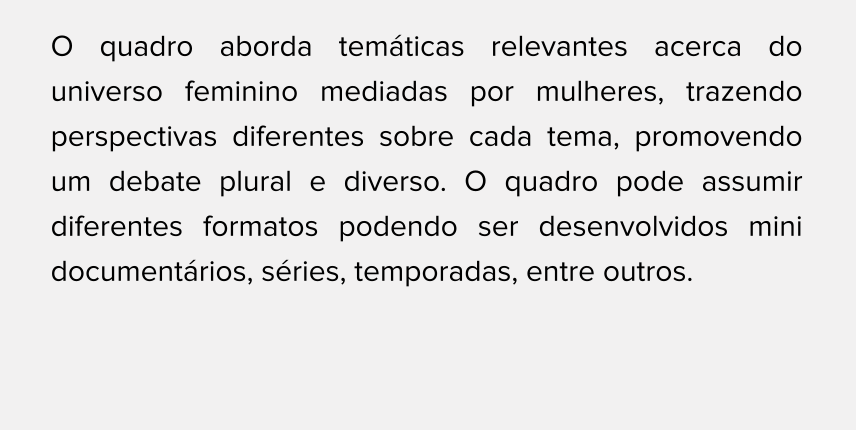 O quadro aborda temáticas relevantes acerca do
universo feminino mediadas por mulheres, trazendo
perspectivas diferentes sobre cada tema, promovendo
um debate plural e diverso. O quadro pode assumir
diferentes formatos podendo ser desenvolvidos mini
documentários, séries, temporadas, entre outros.